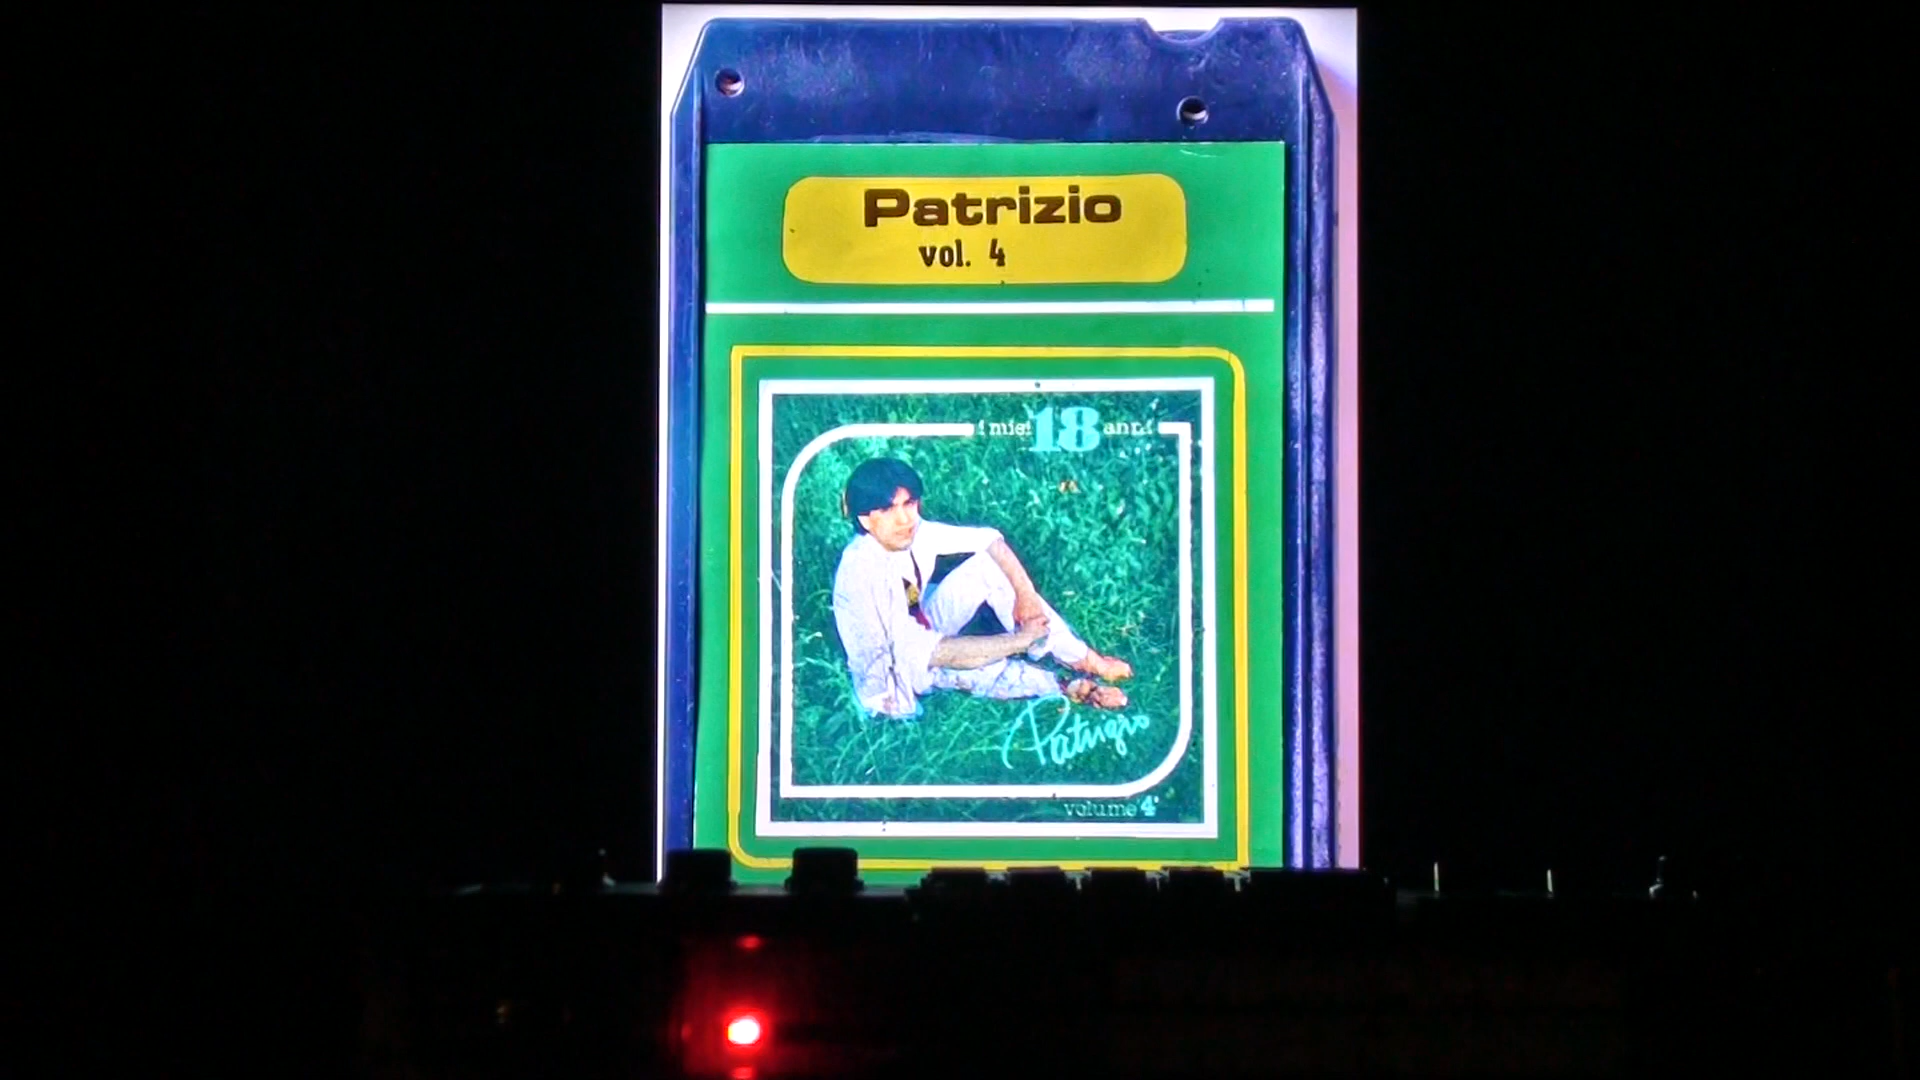 Patrizio
vol. 4
i miei 18 anni
Patrizio
volume 4°